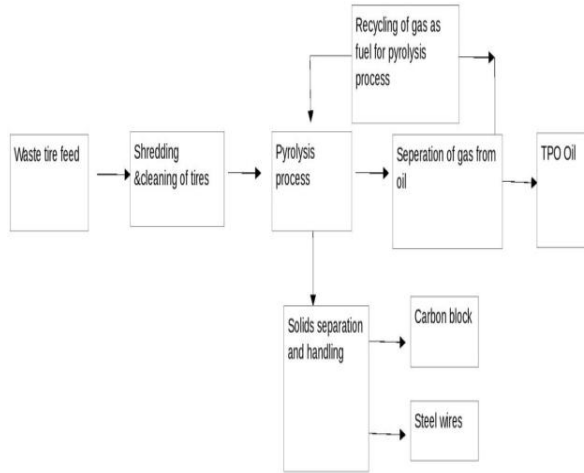 Recycling of gas as
fuel for pyrolysis
process
Waste tire feed
Shredding
&cleaning of tires
Pyrolysis
process
Seperation of gas from
oil
TPO Oil
Solids separation
and handling
Carbon block
Steel wires